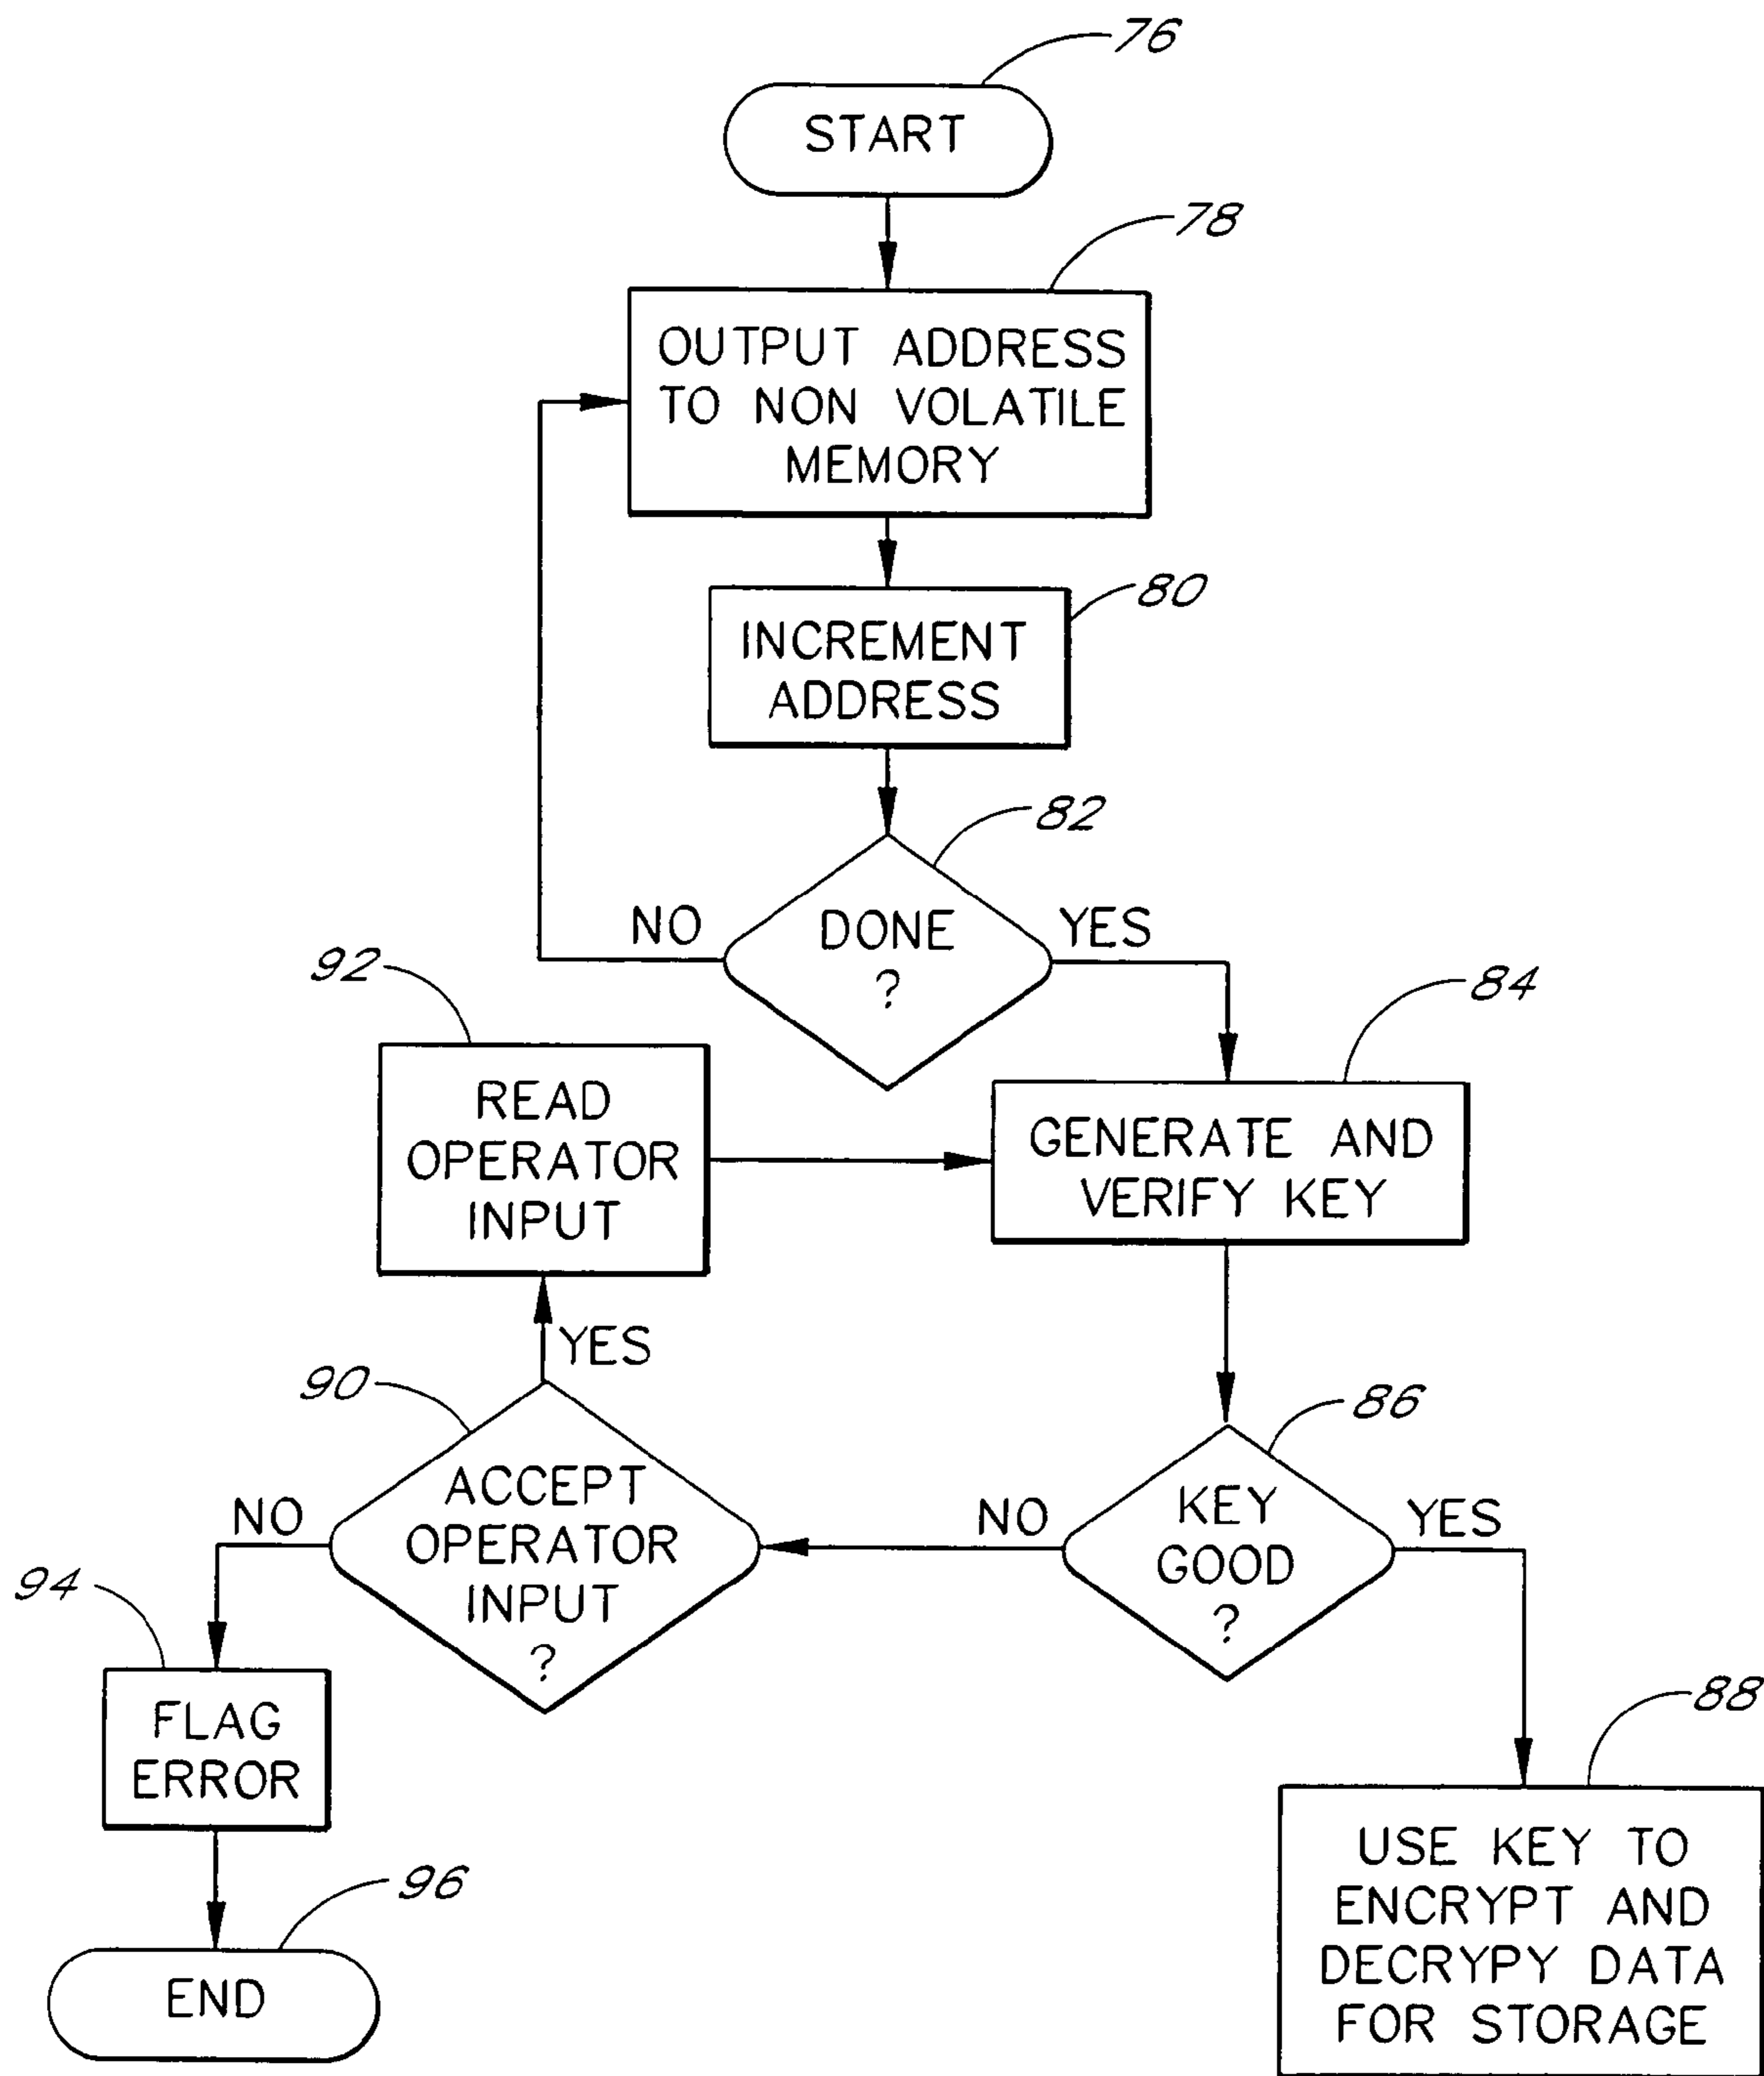 76
START
78
OUTPUT ADDRESS
TO NON VOLATILE
MEMORY
80
INCREMENT
ADDRESS
82
DONE
?
NO
YES
92
84
READ
OPERATOR
INPUT
GENERATE AND
VERIFY KEY
YES
90
86
ACCEPT
OPERATOR
INPUT
?
NO
NO
KEY
GOOD
?
YES
94
FLAG
ERROR
88
USE KEY TO
ENCRYPT AND
DECRYPY DATA
FOR STORAGE
96
END